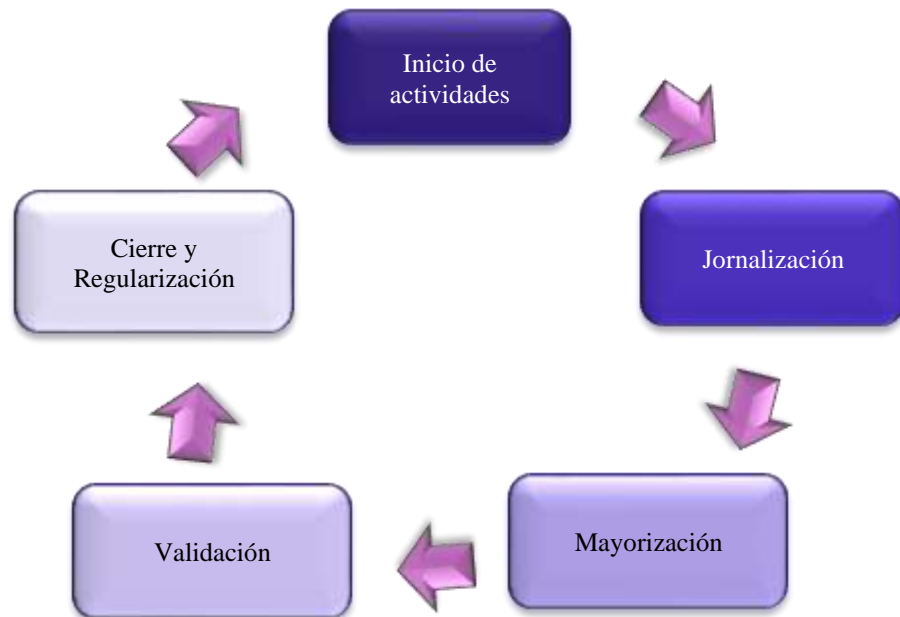 Inicio de
actividades
Jornalización
Mayorización
Validación
Cierre y
Regularización